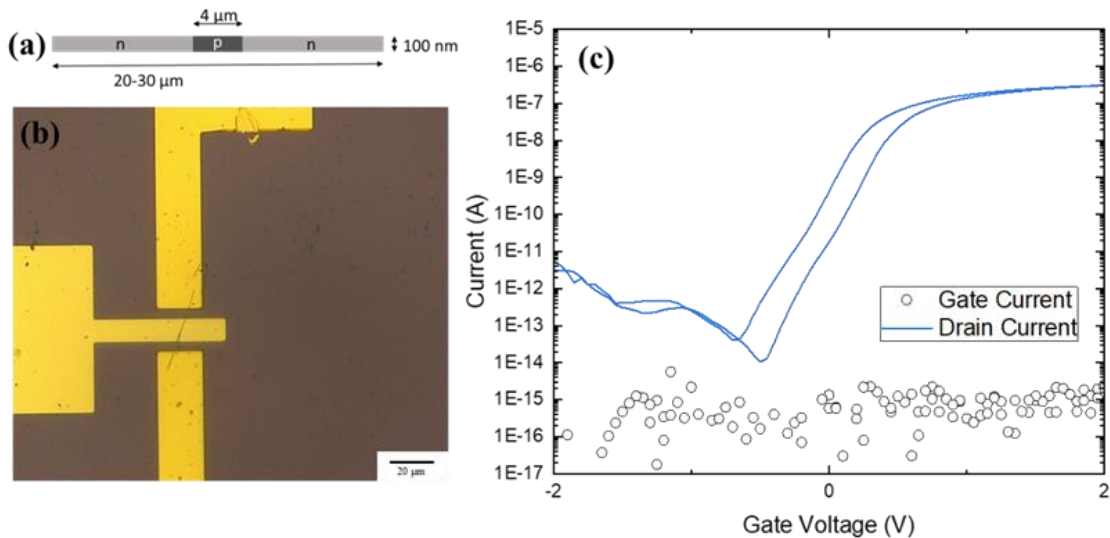 (a)
4 μm
n
p
n
100 nm
20-30 μm
(b)
20 μm
(c)
Current (A)
1E-5
1E-6
1E-7
1E-8
1E-9
1E-10
1E-11
1E-12
1E-13
1E-14
1E-15
1E-16
1E-17
Gate Current
Drain Current
-2
0
2
Gate Voltage (V)